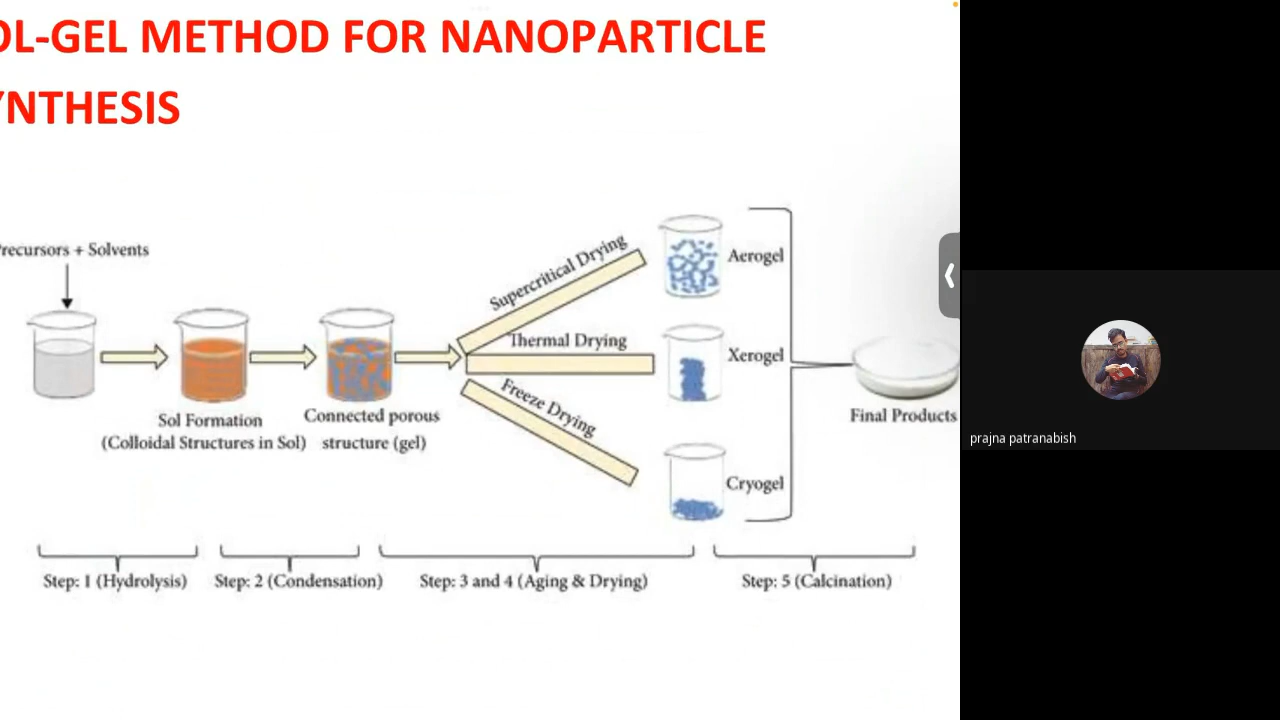 OL-GEL METHOD FOR NANOPARTICLE
YNTHESIS
Precursors + Solvents
Supercritical Drying
Aerogel
Thermal Drying
Xerogel
Freeze Drying
Cryogel
Sol Formation
(Colloidal Structures in Sol)
Connected porous
structure (gel)
Final Products
Step: 1 (Hydrolysis)
Step: 2 (Condensation)
Step: 3 and 4 (Aging & Drying)
Step: 5 (Calcination)
prajna patranabish